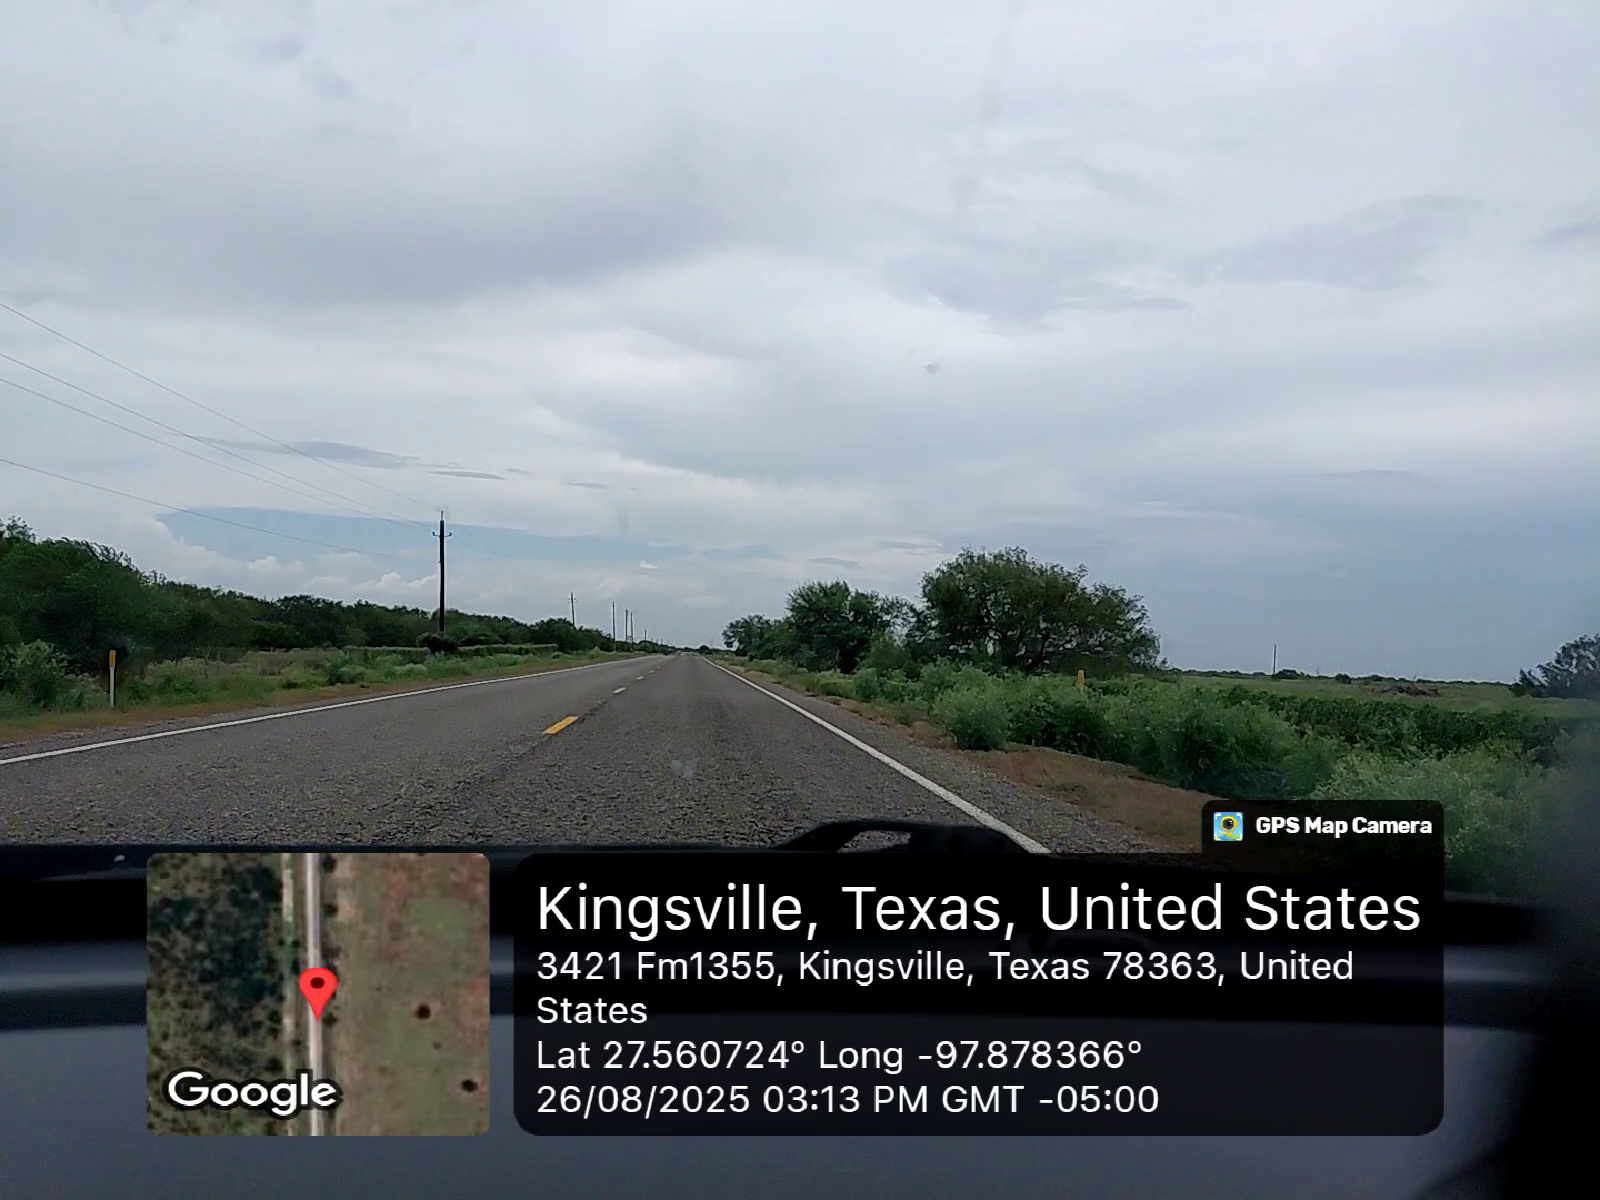 GPS Map Camera
Kingsville, Texas, United States
3421 Fm1355, Kingsville, Texas 78363, United
States
Lat 27.560724° Long -97.878366°
26/08/2025 03:13 PM GMT -05:00
Google